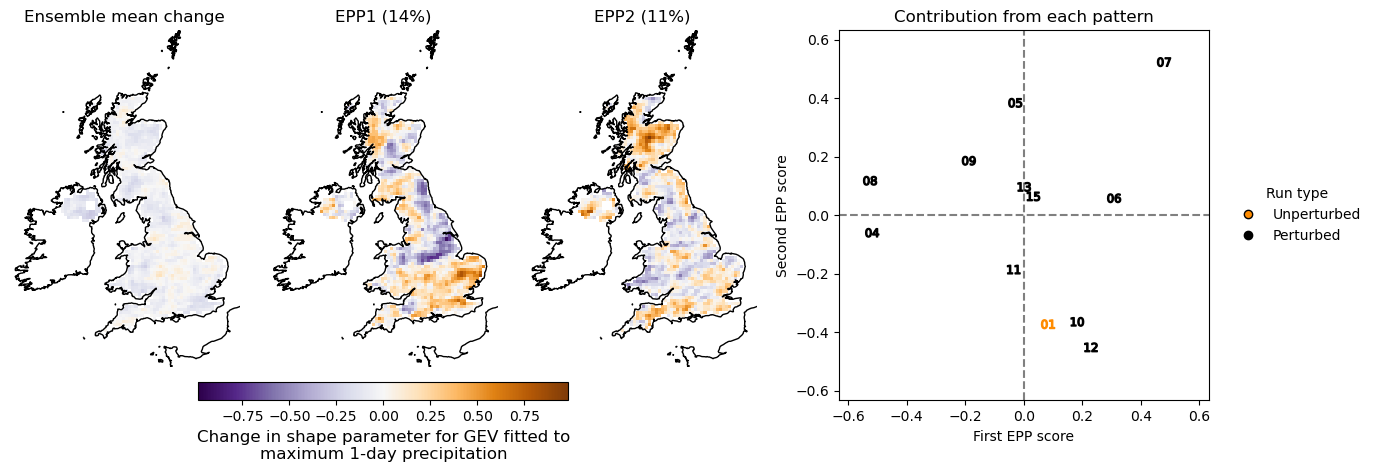 Ensemble mean change
EPP1 (14%)
EPP2 (11%)
−0.75 −0.50 −0.25 0.00 0.25 0.50 0.75
Change in shape parameter for GEV fitted to
maximum 1-day precipitation
Contribution from each pattern
Second EPP score
0.6
0.4
0.2
0.0
−0.2
−0.4
−0.6
07
05
09
08
13
15
06
04
11
01
10
12
−0.6 −0.4 −0.2 0.0 0.2 0.4 0.6
First EPP score
Run type
Unperturbed
Perturbed